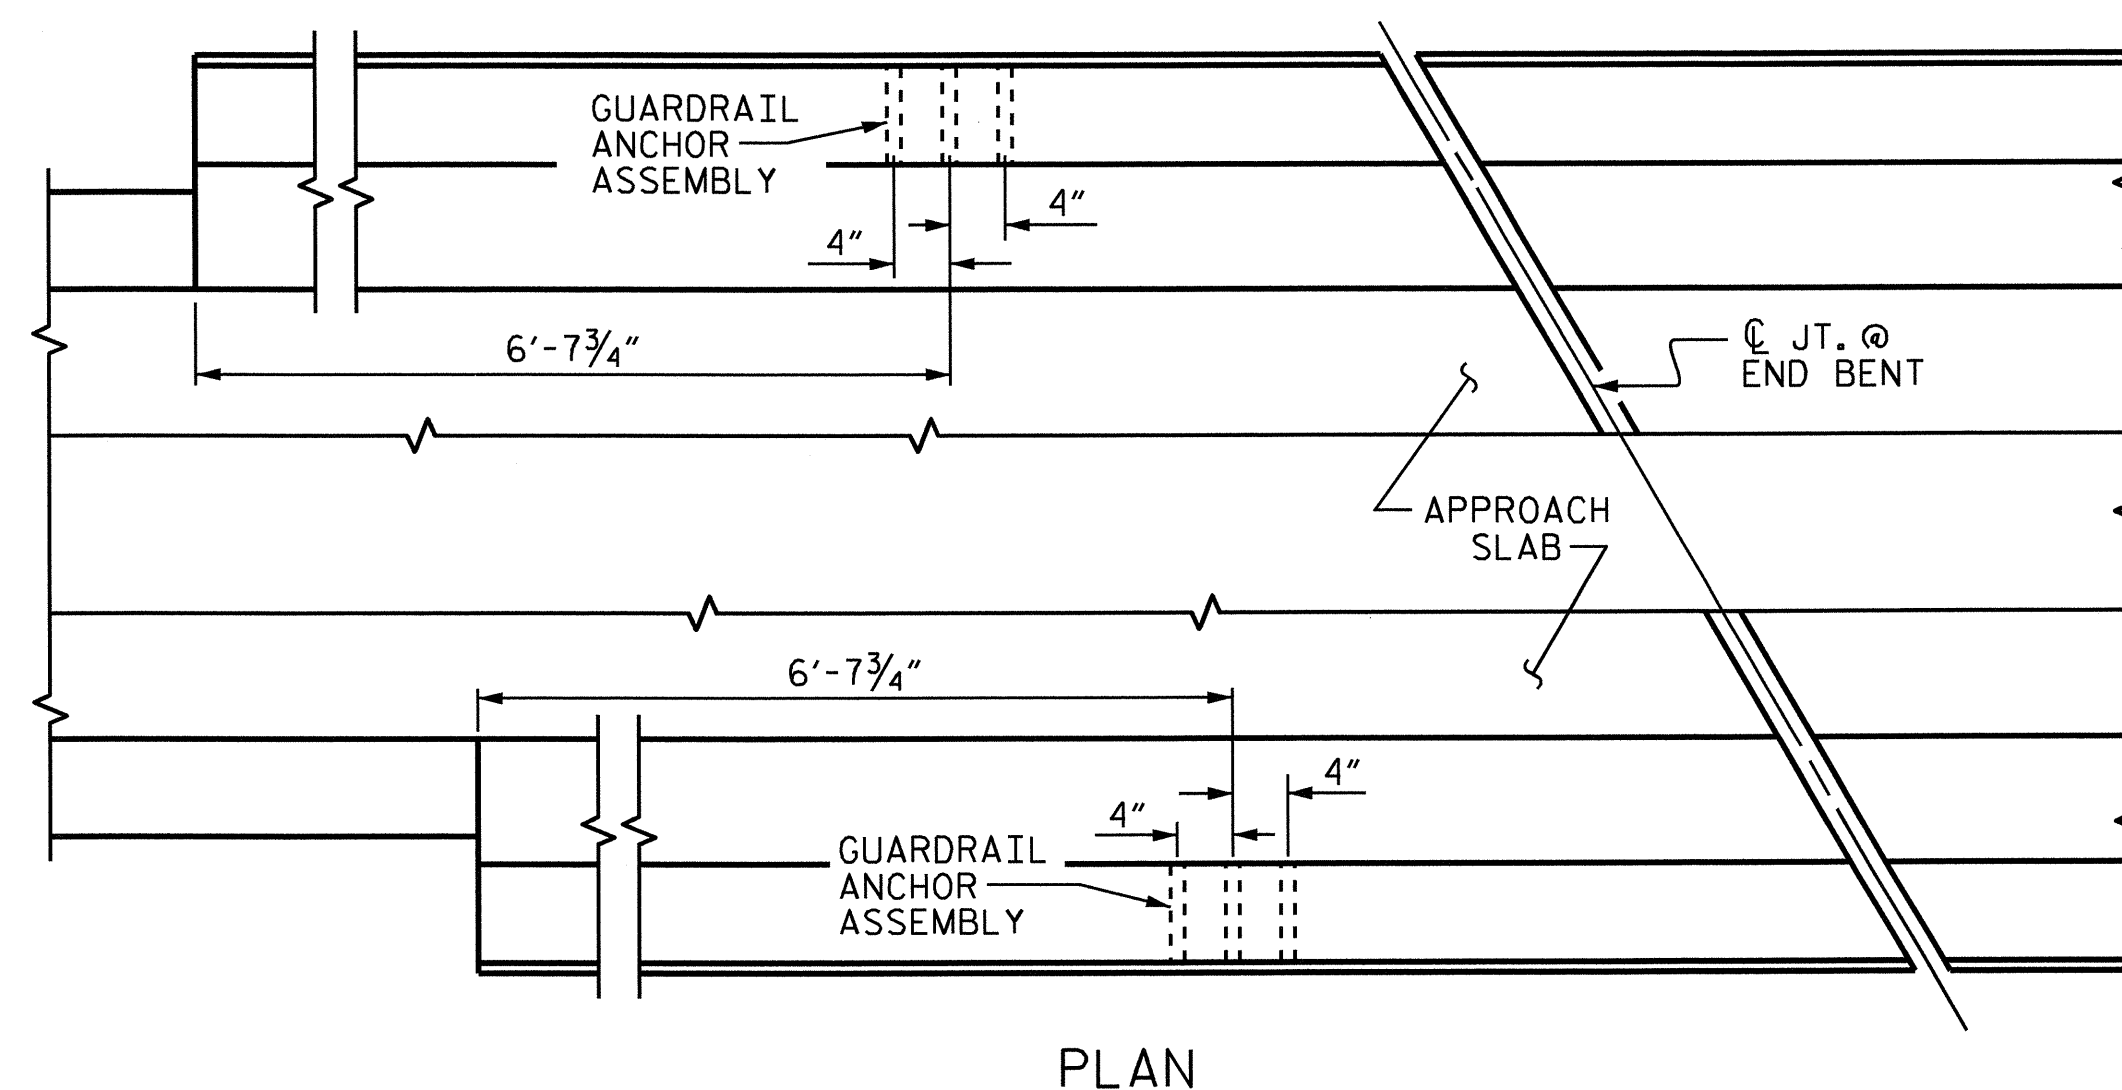 GUARDRAIL
ANCHOR
ASSEMBLY
4"
4"
6'-7¾"
℄ JT. @
END BENT
APPROACH
SLAB
6'-7¾"
4"
4"
GUARDRAIL
ANCHOR
ASSEMBLY
PLAN